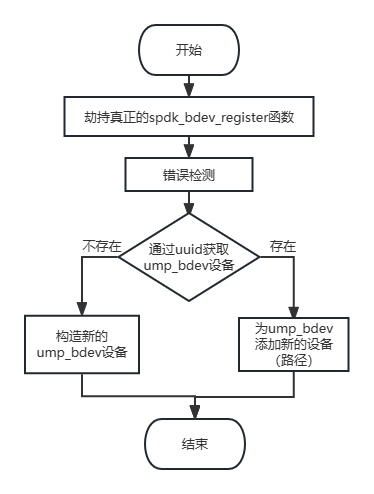 开始
劫持真正的spdk_bdev_register函数
错误检测
通过uuid获取
ump_bdev设备
不存在
存在
构造新的
ump_bdev设备
为ump_bdev
添加新的设备
（路径）
结束